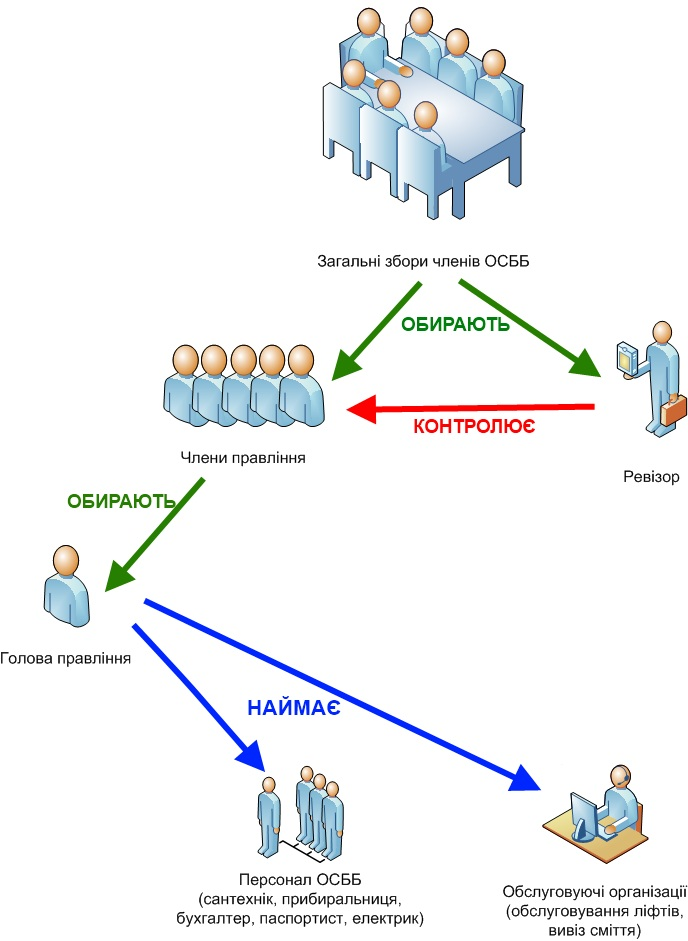 Загальні збори членів ОСББ
ОБИРАЮТЬ
КОНТРОЛЮЄ
Члени правління
Ревізор
ОБИРАЮТЬ
Голова правління
НАЙМАЄ
Персонал ОСББ
(сантехнік, прибиральниця,
бухгалтер, паспортист, електрик)
Обслуговуючі організації
(обслуговування ліфтів,
вивіз сміття)